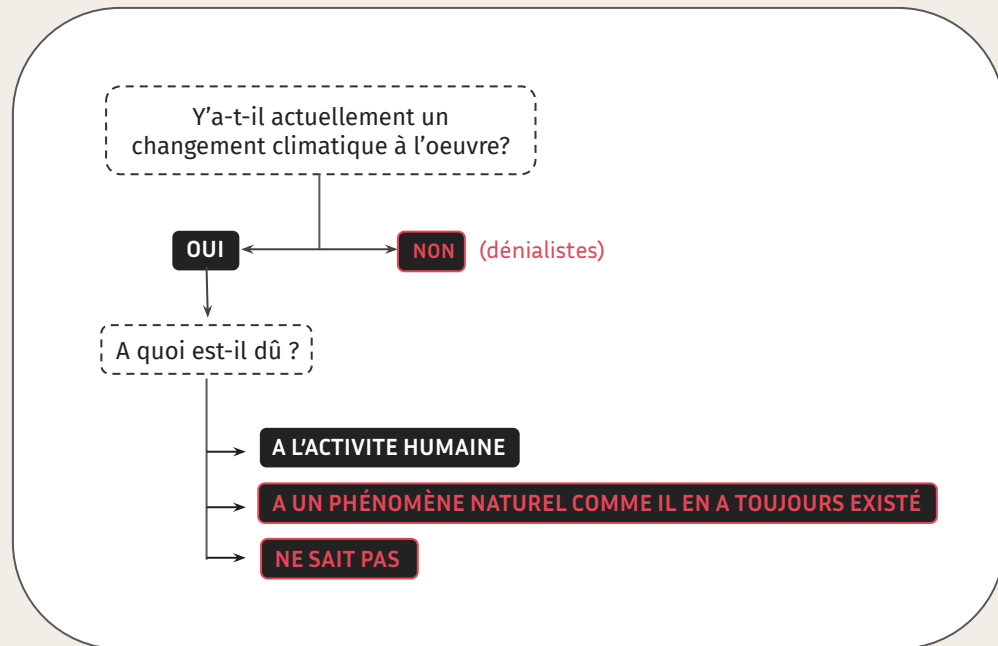 Y'a-t-il actuellement un
changement climatique à l'oeuvre?
OUI
NON (dénialistes)
A quoi est-il dû ?
A L'ACTIVITE HUMAINE
A UN PHÉNOMÈNE NATUREL COMME IL EN A TOUJOURS EXISTÉ
NE SAIT PAS